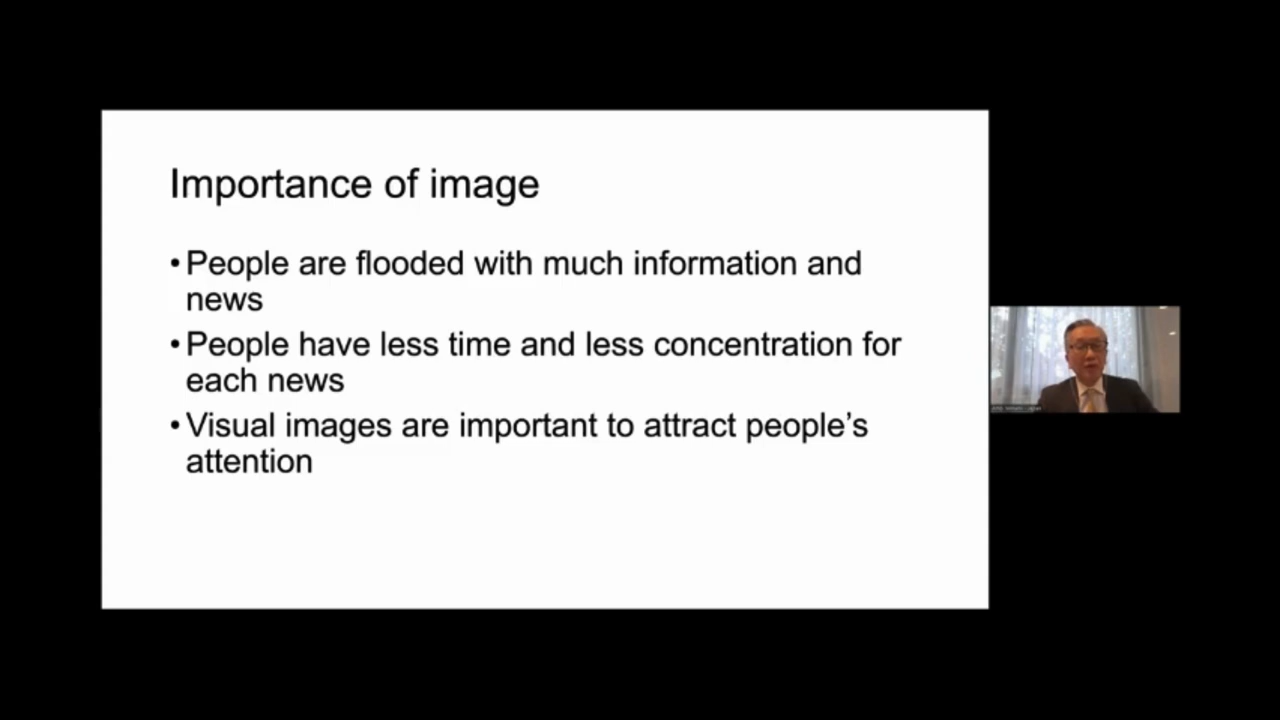 Importance of image
•People are flooded with much information and
news
•People have less time and less concentration for
each news
•Visual images are important to attract people’s
attention